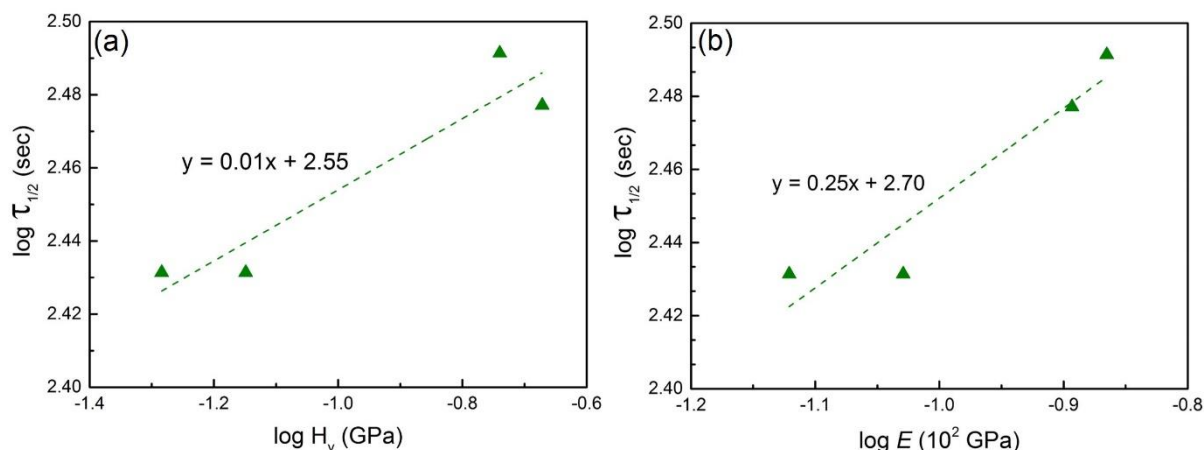 (a)
2.50
2.48
2.46
2.44
2.42
2.40
log τ1/2 (sec)
y = 0.01x + 2.55
-1.4 -1.2 -1.0 -0.8 -0.6
log Hv (GPa)
(b)
2.50
2.48
2.46
2.44
2.42
2.40
log τ1/2 (sec)
y = 0.25x + 2.70
-1.2 -1.1 -1.0 -0.9 -0.8
log E (10² GPa)